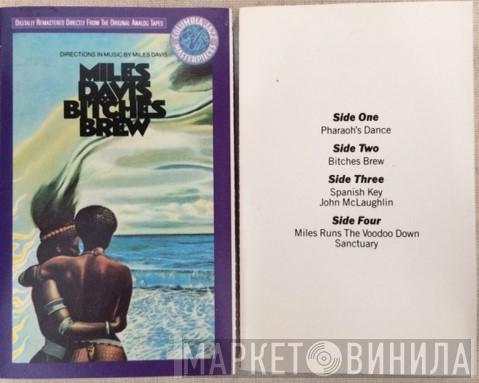 DIGITALLY REMASTERED DIRECTLY FROM THE ORIGINAL ANALOG TAPES
COLUMBIA JAZZ MASTERPIECES
DIRECTIONS IN MUSIC BY MILES DAVIS
MILES
DAVIS
BITCHES
BREW
Side One
Pharaoh's Dance
Side Two
Bitches Brew
Side Three
Spanish Key
John McLaughlin
Side Four
Miles Runs The Voodoo Down
Sanctuary
МАРКЕТ ВИНИЛА